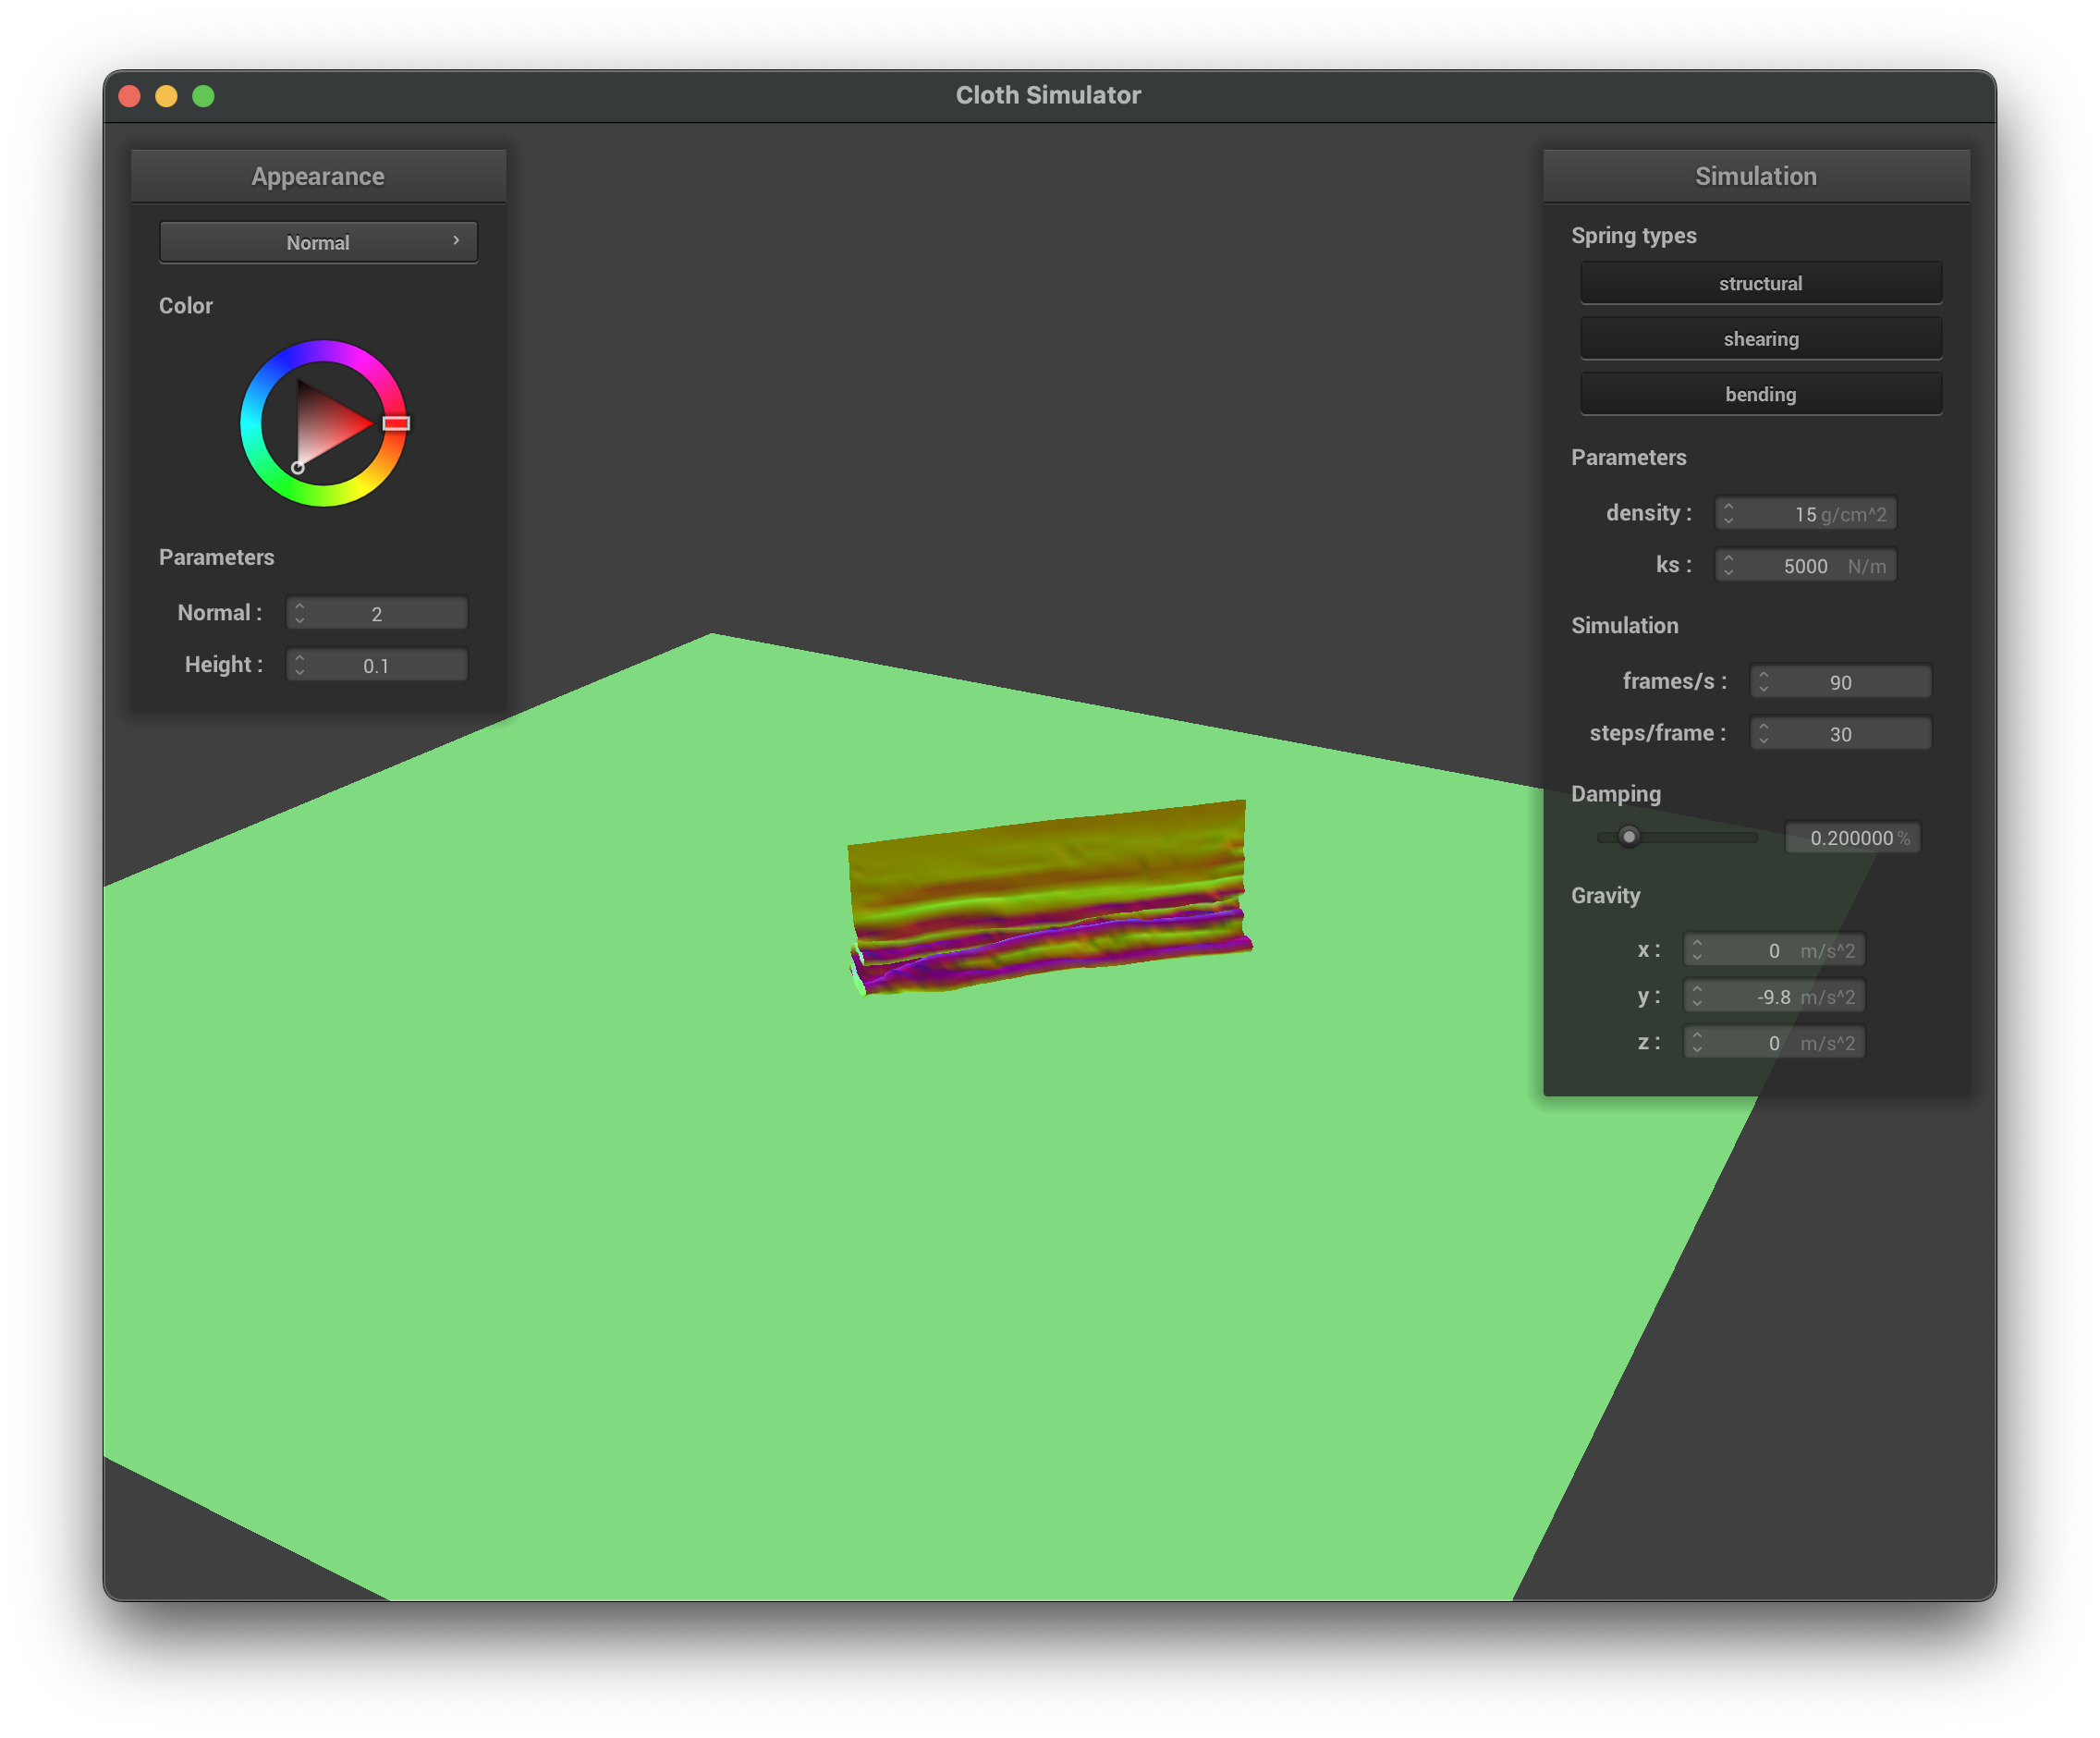 Cloth Simulator
Appearance
Normal
Color
Parameters
Normal : 2
Height : 0.1
Simulation
Spring types
structural
shearing
bending
Parameters
density : 15 g/cm^2
ks : 5000 N/m
Simulation
frames/s : 90
steps/frame : 30
Damping
0.200000 %
Gravity
x : 0 m/s^2
y : -9.8 m/s^2
z : 0 m/s^2